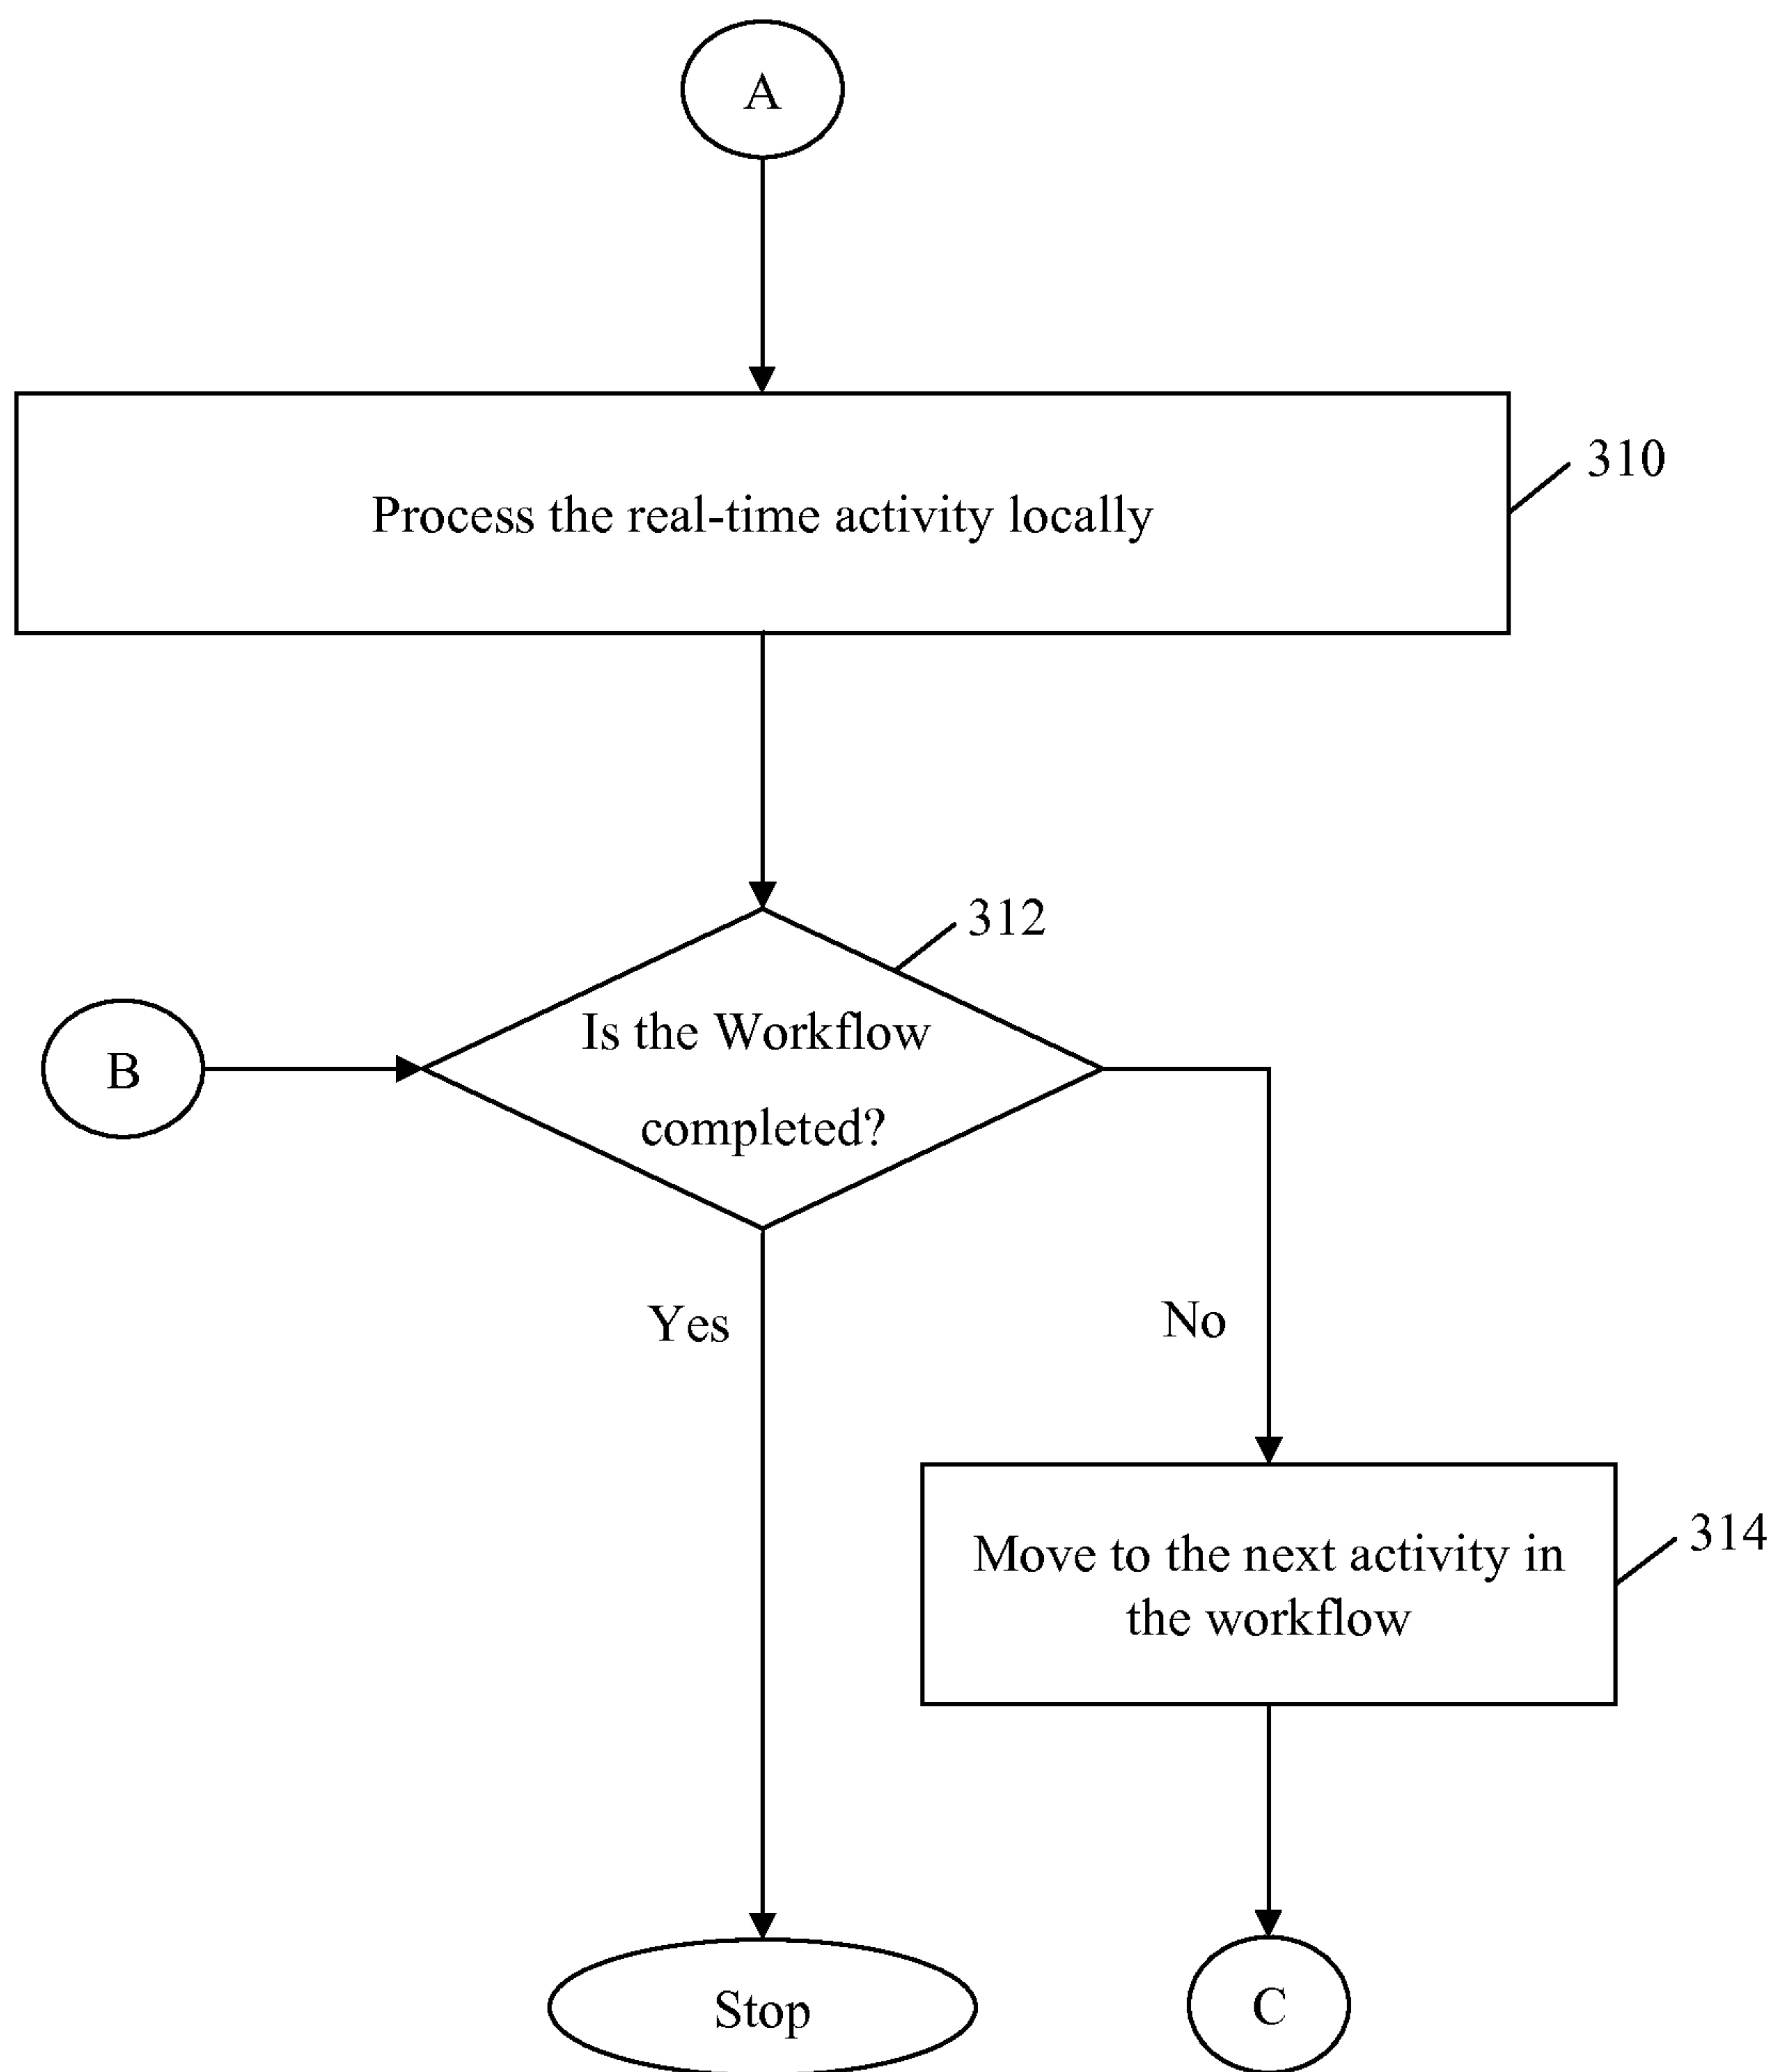 A
Process the real-time activity locally
310
312
Is the Workflow
completed?
B
Yes
No
Move to the next activity in
the workflow
314
Stop
C